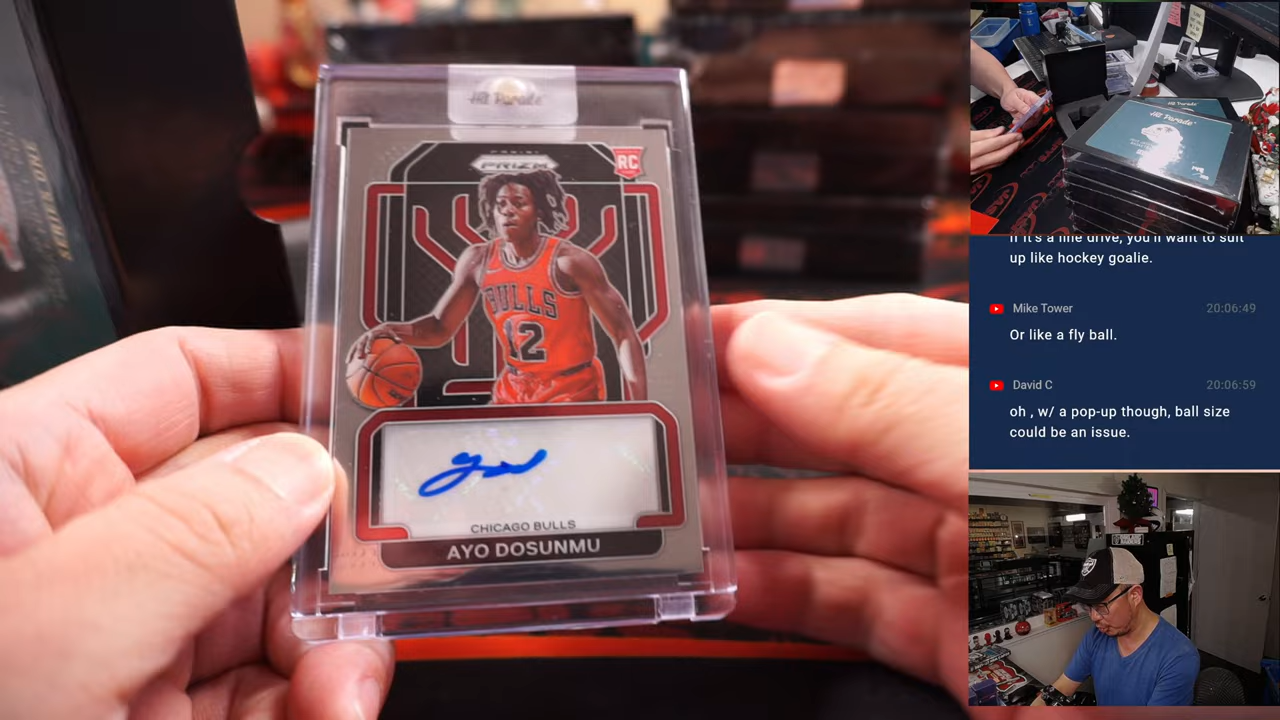 Hit Parade
PANINI
PRIZM
RC
BULLS
12
CHICAGO BULLS
AYO DOSUNMU
Hit Parade
If it's a line drive, you'll want to suit
up like hockey goalie.
Mike Tower
20:06:49
Or like a fly ball.
David C
20:06:59
oh , w/ a pop-up though, ball size
could be an issue.